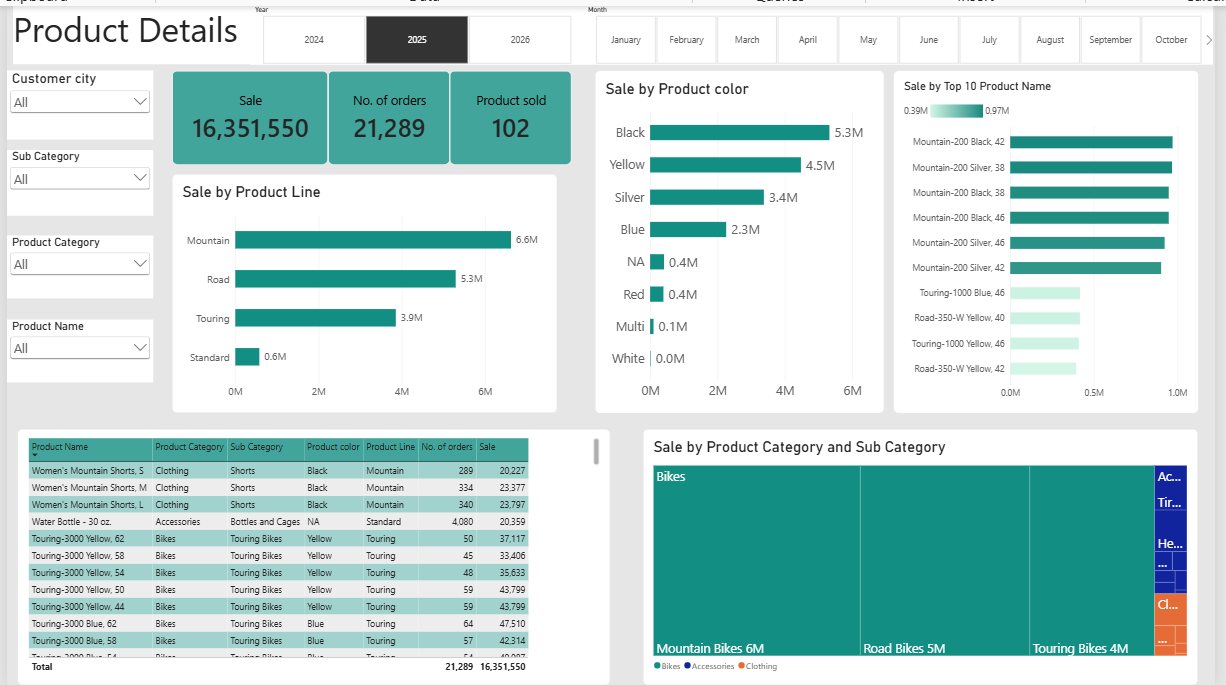 Data
Queries
Insert
Product Details
Year
2024
2025
2026
Month
January
February
March
April
May
June
July
August
September
October
Customer city
All
Sub Category
All
Product Category
All
Product Name
All
Sale
16,351,550
No. of orders
21,289
Product sold
102
Sale by Product Line
Mountain 6.6M
Road 5.3M
Touring 3.9M
Standard 0.6M
0M 2M 4M 6M
Sale by Product color
Black 5.3M
Yellow 4.5M
Silver 3.4M
Blue 2.3M
NA 0.4M
Red 0.4M
Multi 0.1M
White 0.0M
0M 2M 4M 6M
Sale by Top 10 Product Name
0.39M 0.97M
Mountain-200 Black, 42
Mountain-200 Silver, 38
Mountain-200 Black, 38
Mountain-200 Black, 46
Mountain-200 Silver, 46
Mountain-200 Silver, 42
Touring-1000 Blue, 46
Road-350-W Yellow, 40
Touring-1000 Yellow, 46
Road-350-W Yellow, 42
0.0M 0.5M 1.0M
Product Name Product Category Sub Category Product color Product Line No. of orders Sale
Women's Mountain Shorts, S Clothing Shorts Black Mountain 289 20,227
Women's Mountain Shorts, M Clothing Shorts Black Mountain 334 23,377
Women's Mountain Shorts, L Clothing Shorts Black Mountain 340 23,797
Water Bottle - 30 oz. Accessories Bottles and Cages NA Standard 4,080 20,359
Touring-3000 Yellow, 62 Bikes Touring Bikes Yellow Touring 50 37,117
Touring-3000 Yellow, 58 Bikes Touring Bikes Yellow Touring 45 33,406
Touring-3000 Yellow, 54 Bikes Touring Bikes Yellow Touring 48 35,633
Touring-3000 Yellow, 50 Bikes Touring Bikes Yellow Touring 59 43,799
Touring-3000 Yellow, 44 Bikes Touring Bikes Yellow Touring 59 43,799
Touring-3000 Blue, 62 Bikes Touring Bikes Blue Touring 64 47,510
Touring-3000 Blue, 58 Bikes Touring Bikes Blue Touring 57 42,314
Total 21,289 16,351,550
Sale by Product Category and Sub Category
Bikes
Mountain Bikes 6M
Road Bikes 5M
Touring Bikes 4M
Ac...
Tir...
He...
...
Cl...
...
Bikes Accessories Clothing